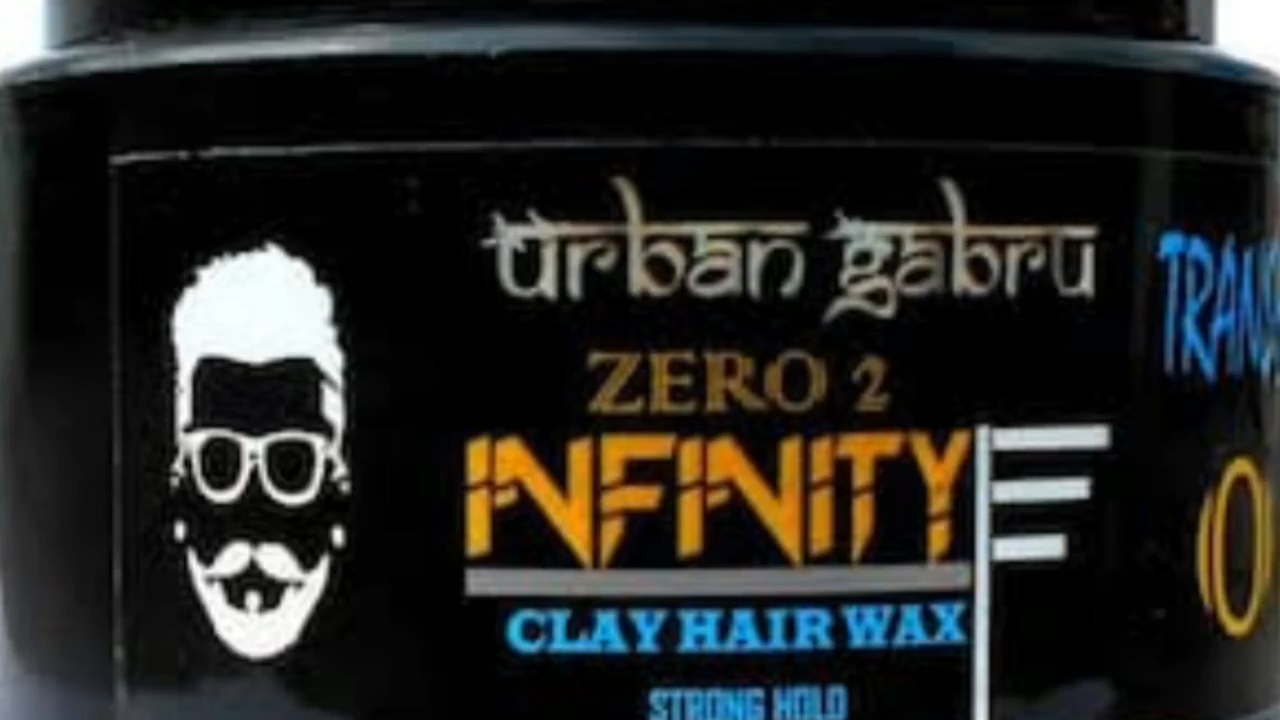 urban gabru
ZERO 2
INFINITY
CLAY HAIR WAX
STRONG HOLD